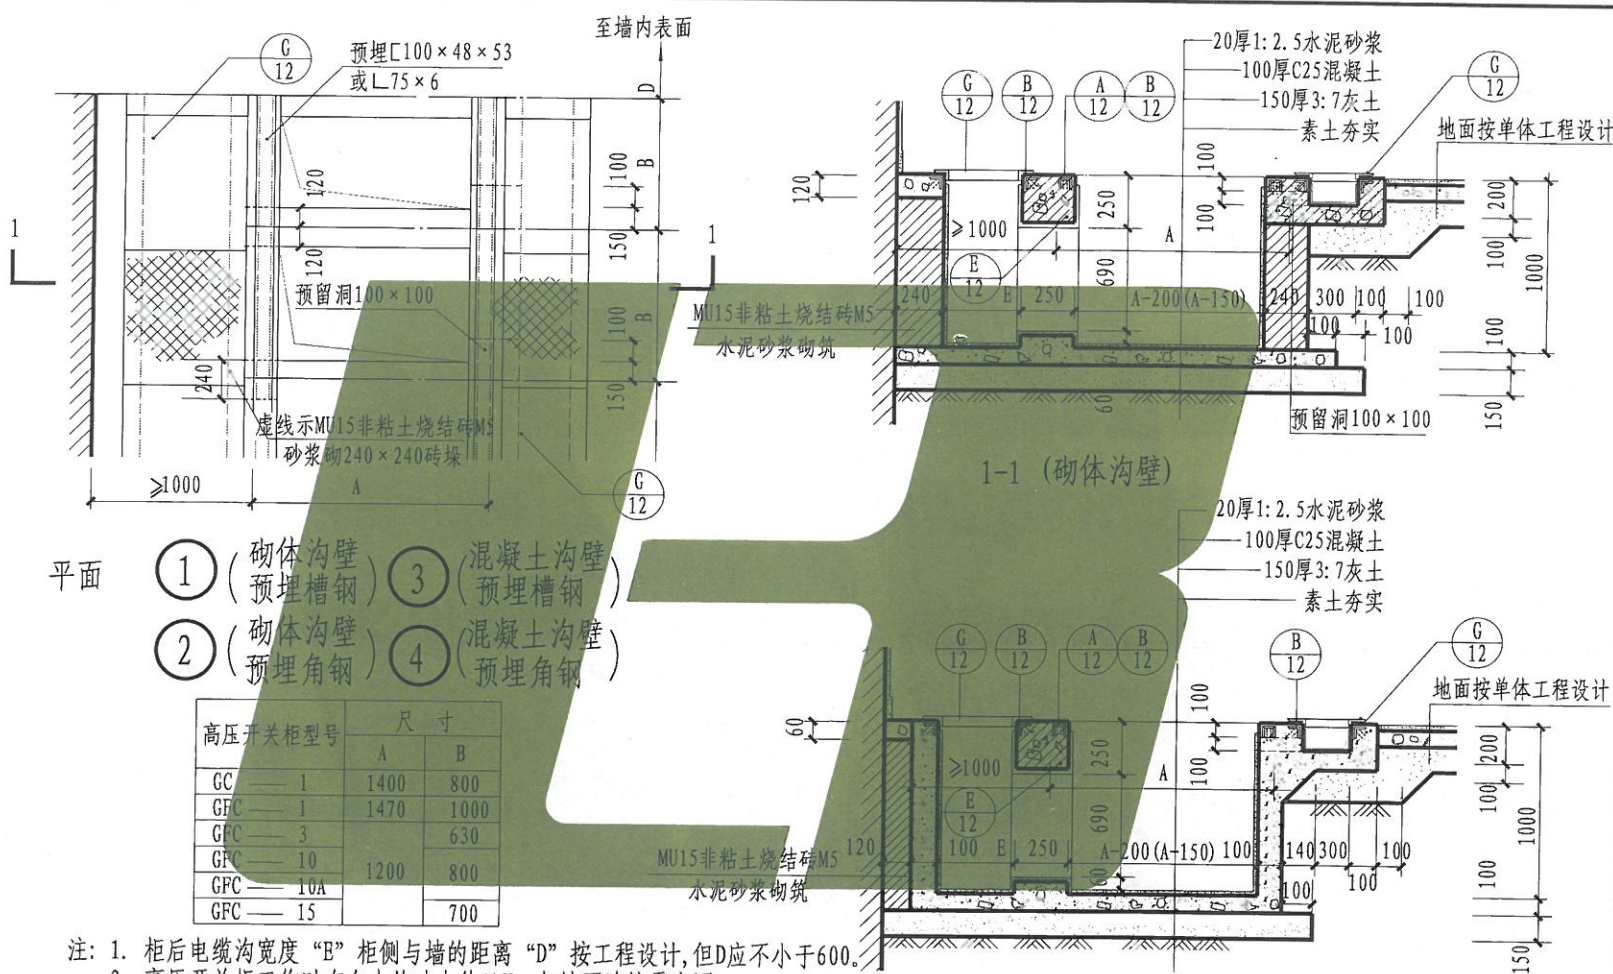 至墙内表面
G
12
预埋[100×48×53
或∟75×6
D
B
100
120
150
120
1
1
预留洞100×100
100
B
240
150
虚线示MU15非粘土烧结砖M5
砂浆砌240×240砖垛
≥1000
A
G
12
平面
1
(砌体沟壁
预埋槽钢)
3
(混凝土沟壁
预埋槽钢)
2
(砌体沟壁
预埋角钢)
4
(混凝土沟壁
预埋角钢)
高压开关柜型号 尺 寸
A B
GC — 1 1400 800
GFC — 1 1470 1000
GFC — 3 630
GFC — 10 1200 800
GFC — 10A
GFC — 15 700
20厚1:2.5水泥砂浆
100厚C25混凝土
150厚3:7灰土
素土夯实
G
12
B
12
A
12
B
12
G
12
地面按单体工程设计
120
≥1000
250
100
100
A
200
100
1000
E
12
690
240 E 250 A-200(A-150) 240 300 100 100
100 100
MU15非粘土烧结砖M5
水泥砂浆砌筑
60
100
150
预留洞100×100
1-1 (砌体沟壁)
20厚1:2.5水泥砂浆
100厚C25混凝土
150厚3:7灰土
素土夯实
G
12
B
12
A
12
B
12
B
12
G
12
地面按单体工程设计
60
≥1000
250
100
100
A
200
100
1000
E
12
690
120 100 E 250 A-200(A-150) 100 140 300 100
100 100
MU15非粘土烧结砖M5
水泥砂浆砌筑
60
100
150
注: 1. 柜后电缆沟宽度“E”柜侧与墙的距离“D”按工程设计,但D应不小于600。